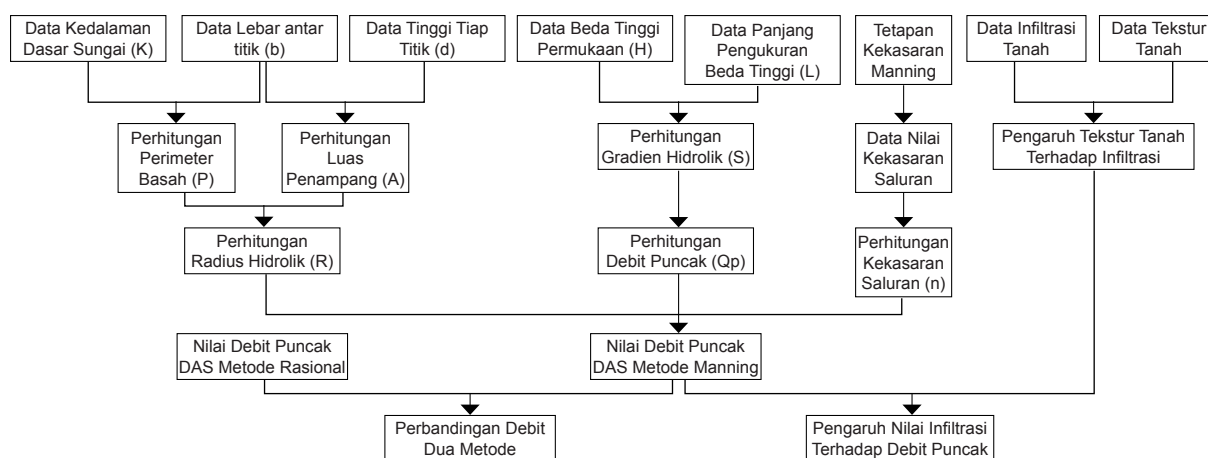 Data Kedalaman
Dasar Sungai (K)
Data Lebar antar
titik (b)
Data Tinggi Tiap
Titik (d)
Data Beda Tinggi
Permukaan (H)
Data Panjang
Pengukuran
Beda Tinggi (L)
Tetapan
Kekasaran
Manning
Data Infiltrasi
Tanah
Data Tekstur
Tanah
Perhitungan
Perimeter
Basah (P)
Perhitungan
Luas
Penampang (A)
Perhitungan
Gradien Hidrolik (S)
Data Nilai
Kekasaran
Saluran
Pengaruh Tekstur Tanah
Terhadap Infiltrasi
Perhitungan
Radius Hidrolik (R)
Perhitungan
Debit Puncak (Qp)
Perhitungan
Kekasaran
Saluran (n)
Nilai Debit Puncak
DAS Metode Rasional
Nilai Debit Puncak
DAS Metode Manning
Perbandingan Debit
Dua Metode
Pengaruh Nilai Infiltrasi
Terhadap Debit Puncak